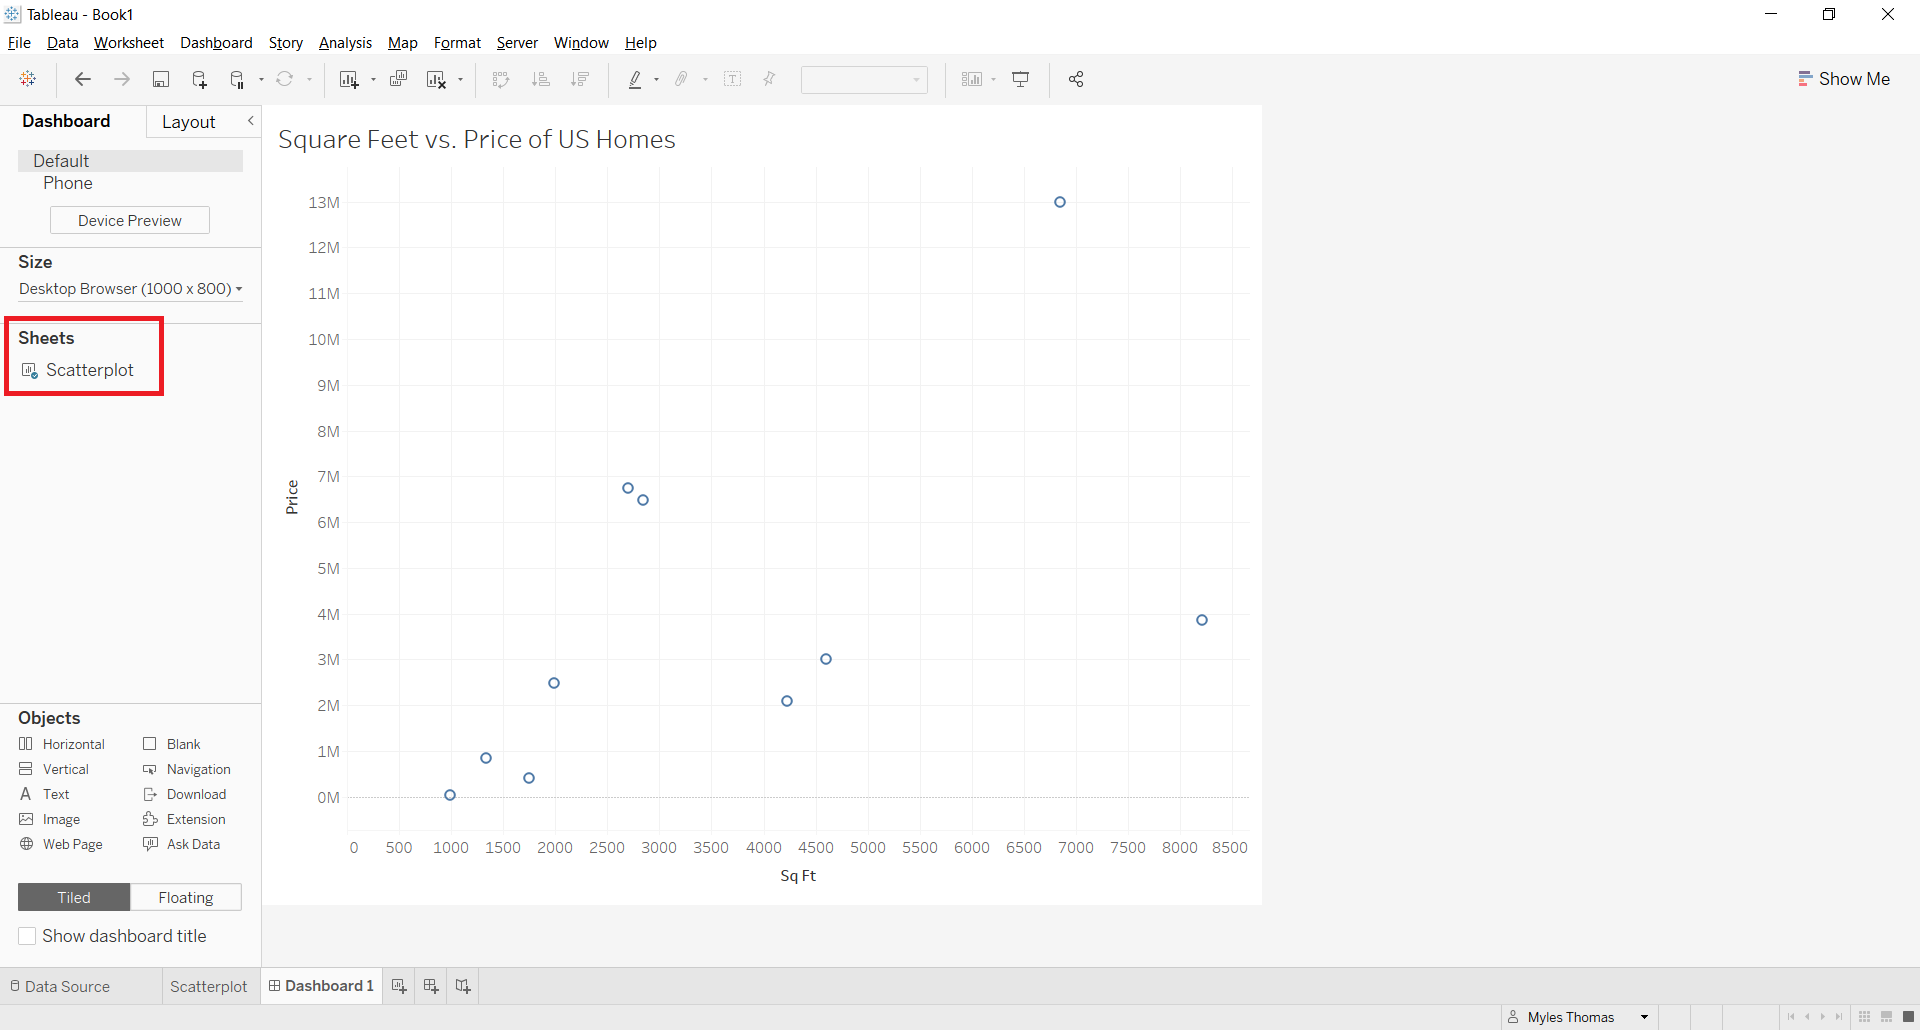 Tableau - Book1
File Data Worksheet Dashboard Story Analysis Map Format Server Window Help
Show Me
Dashboard
Layout
Default
Phone
Device Preview
Size
Desktop Browser (1000 x 800)
Sheets
Scatterplot
Objects
Horizontal Blank
Vertical Navigation
A Text Download
Image Extension
Web Page Ask Data
Tiled Floating
Show dashboard title
Square Feet vs. Price of US Homes
13M
12M
11M
10M
9M
8M
7M
6M
5M
4M
3M
2M
1M
0M
Price
0 500 1000 1500 2000 2500 3000 3500 4000 4500 5000 5500 6000 6500 7000 7500 8000 8500
Sq Ft
Data Source Scatterplot Dashboard 1
Myles Thomas